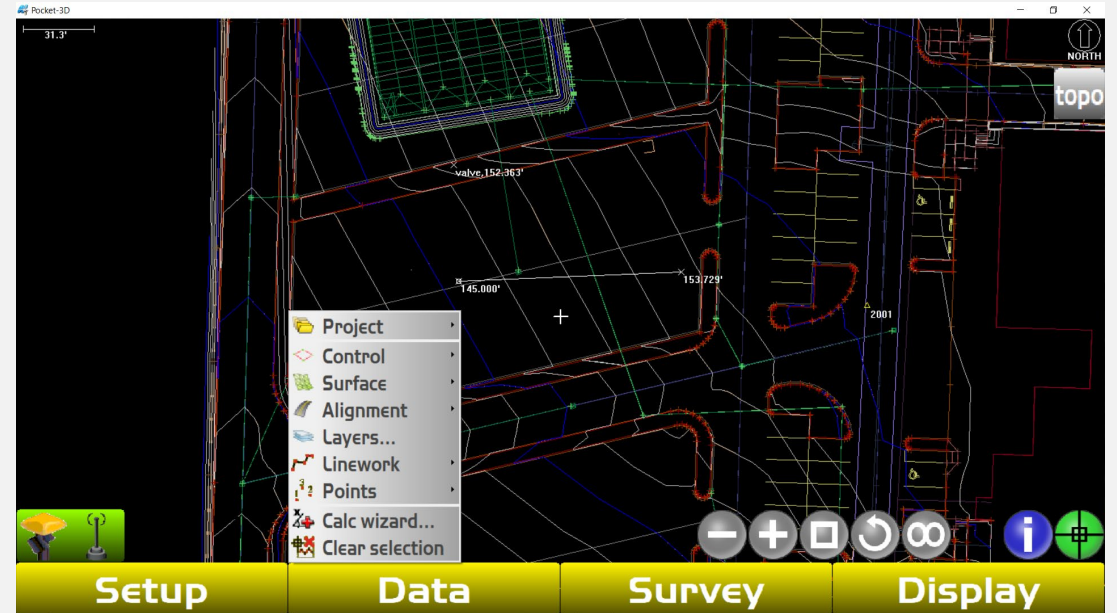 Pocket-3D
31.3'
NORTH
topo
valve,152.363'
153.729'
145.000'
2001
Project
Control
Surface
Alignment
Layers...
Linework
Points
Calc wizard...
Clear selection
i
Setup
Data
Survey
Display